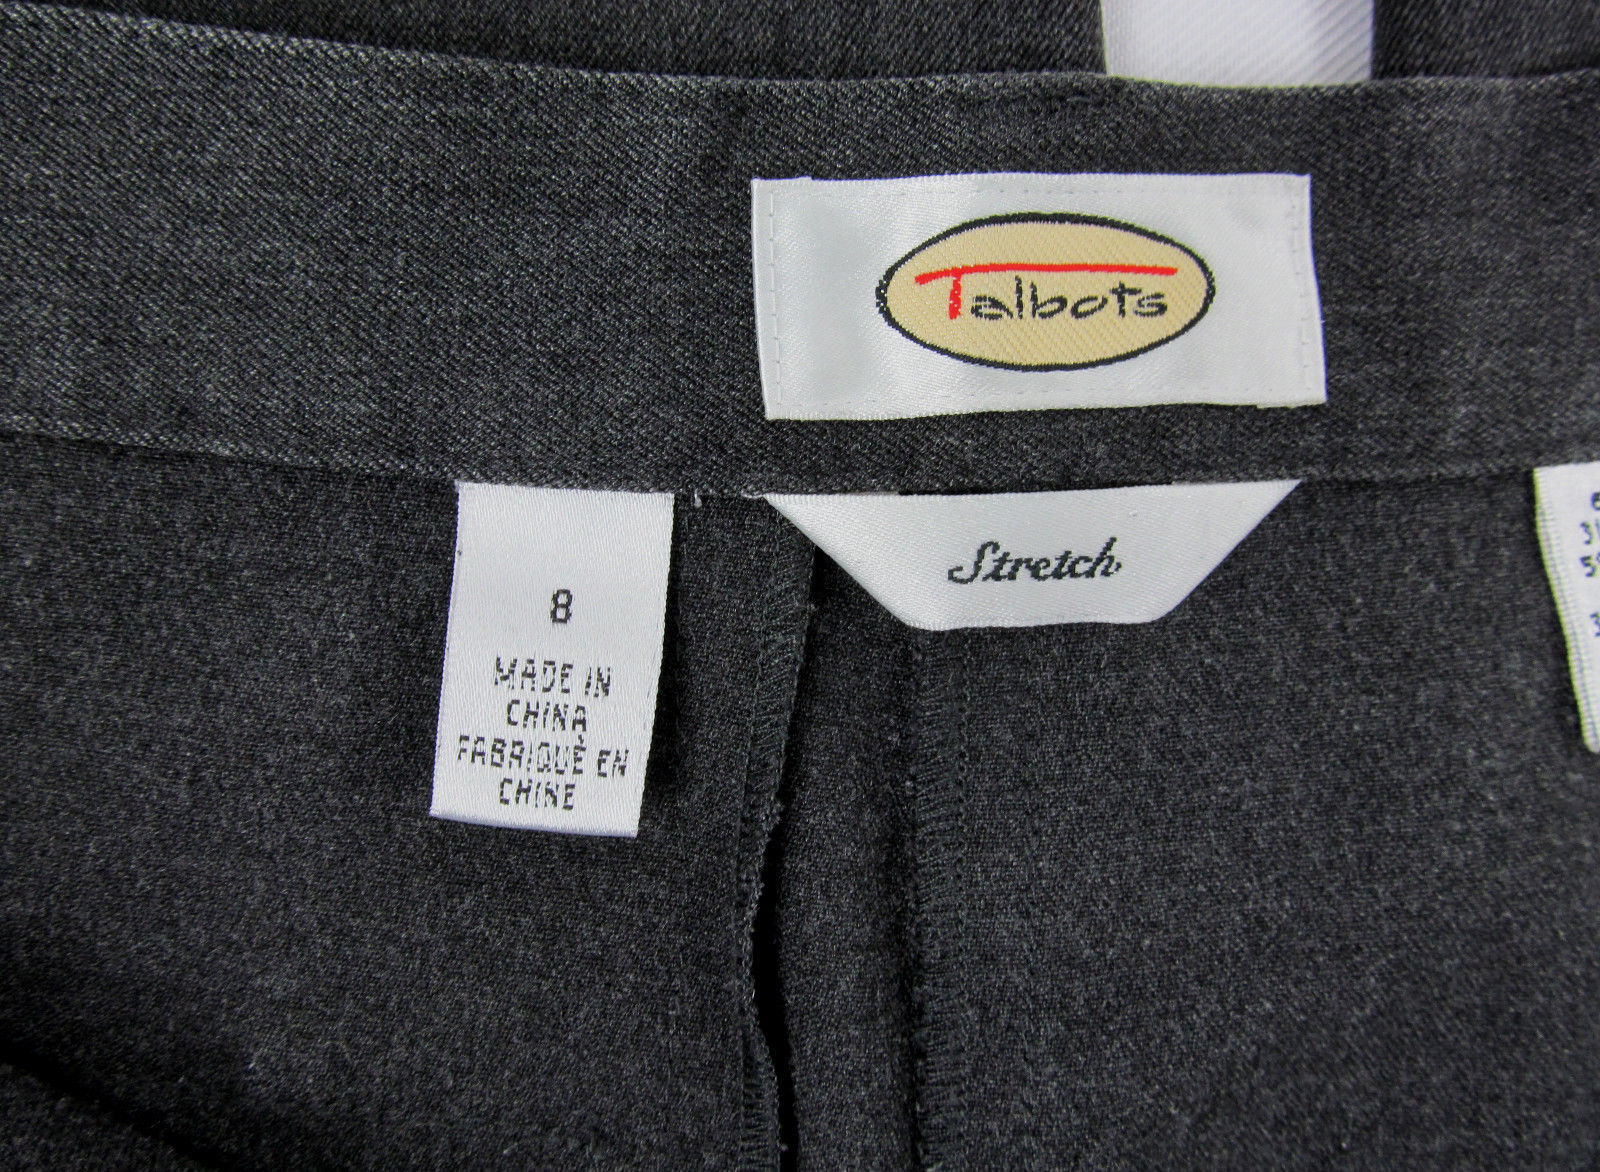 Talbots
Stretch
8
MADE IN
CHINA
FABRIQUÉ EN
CHINE